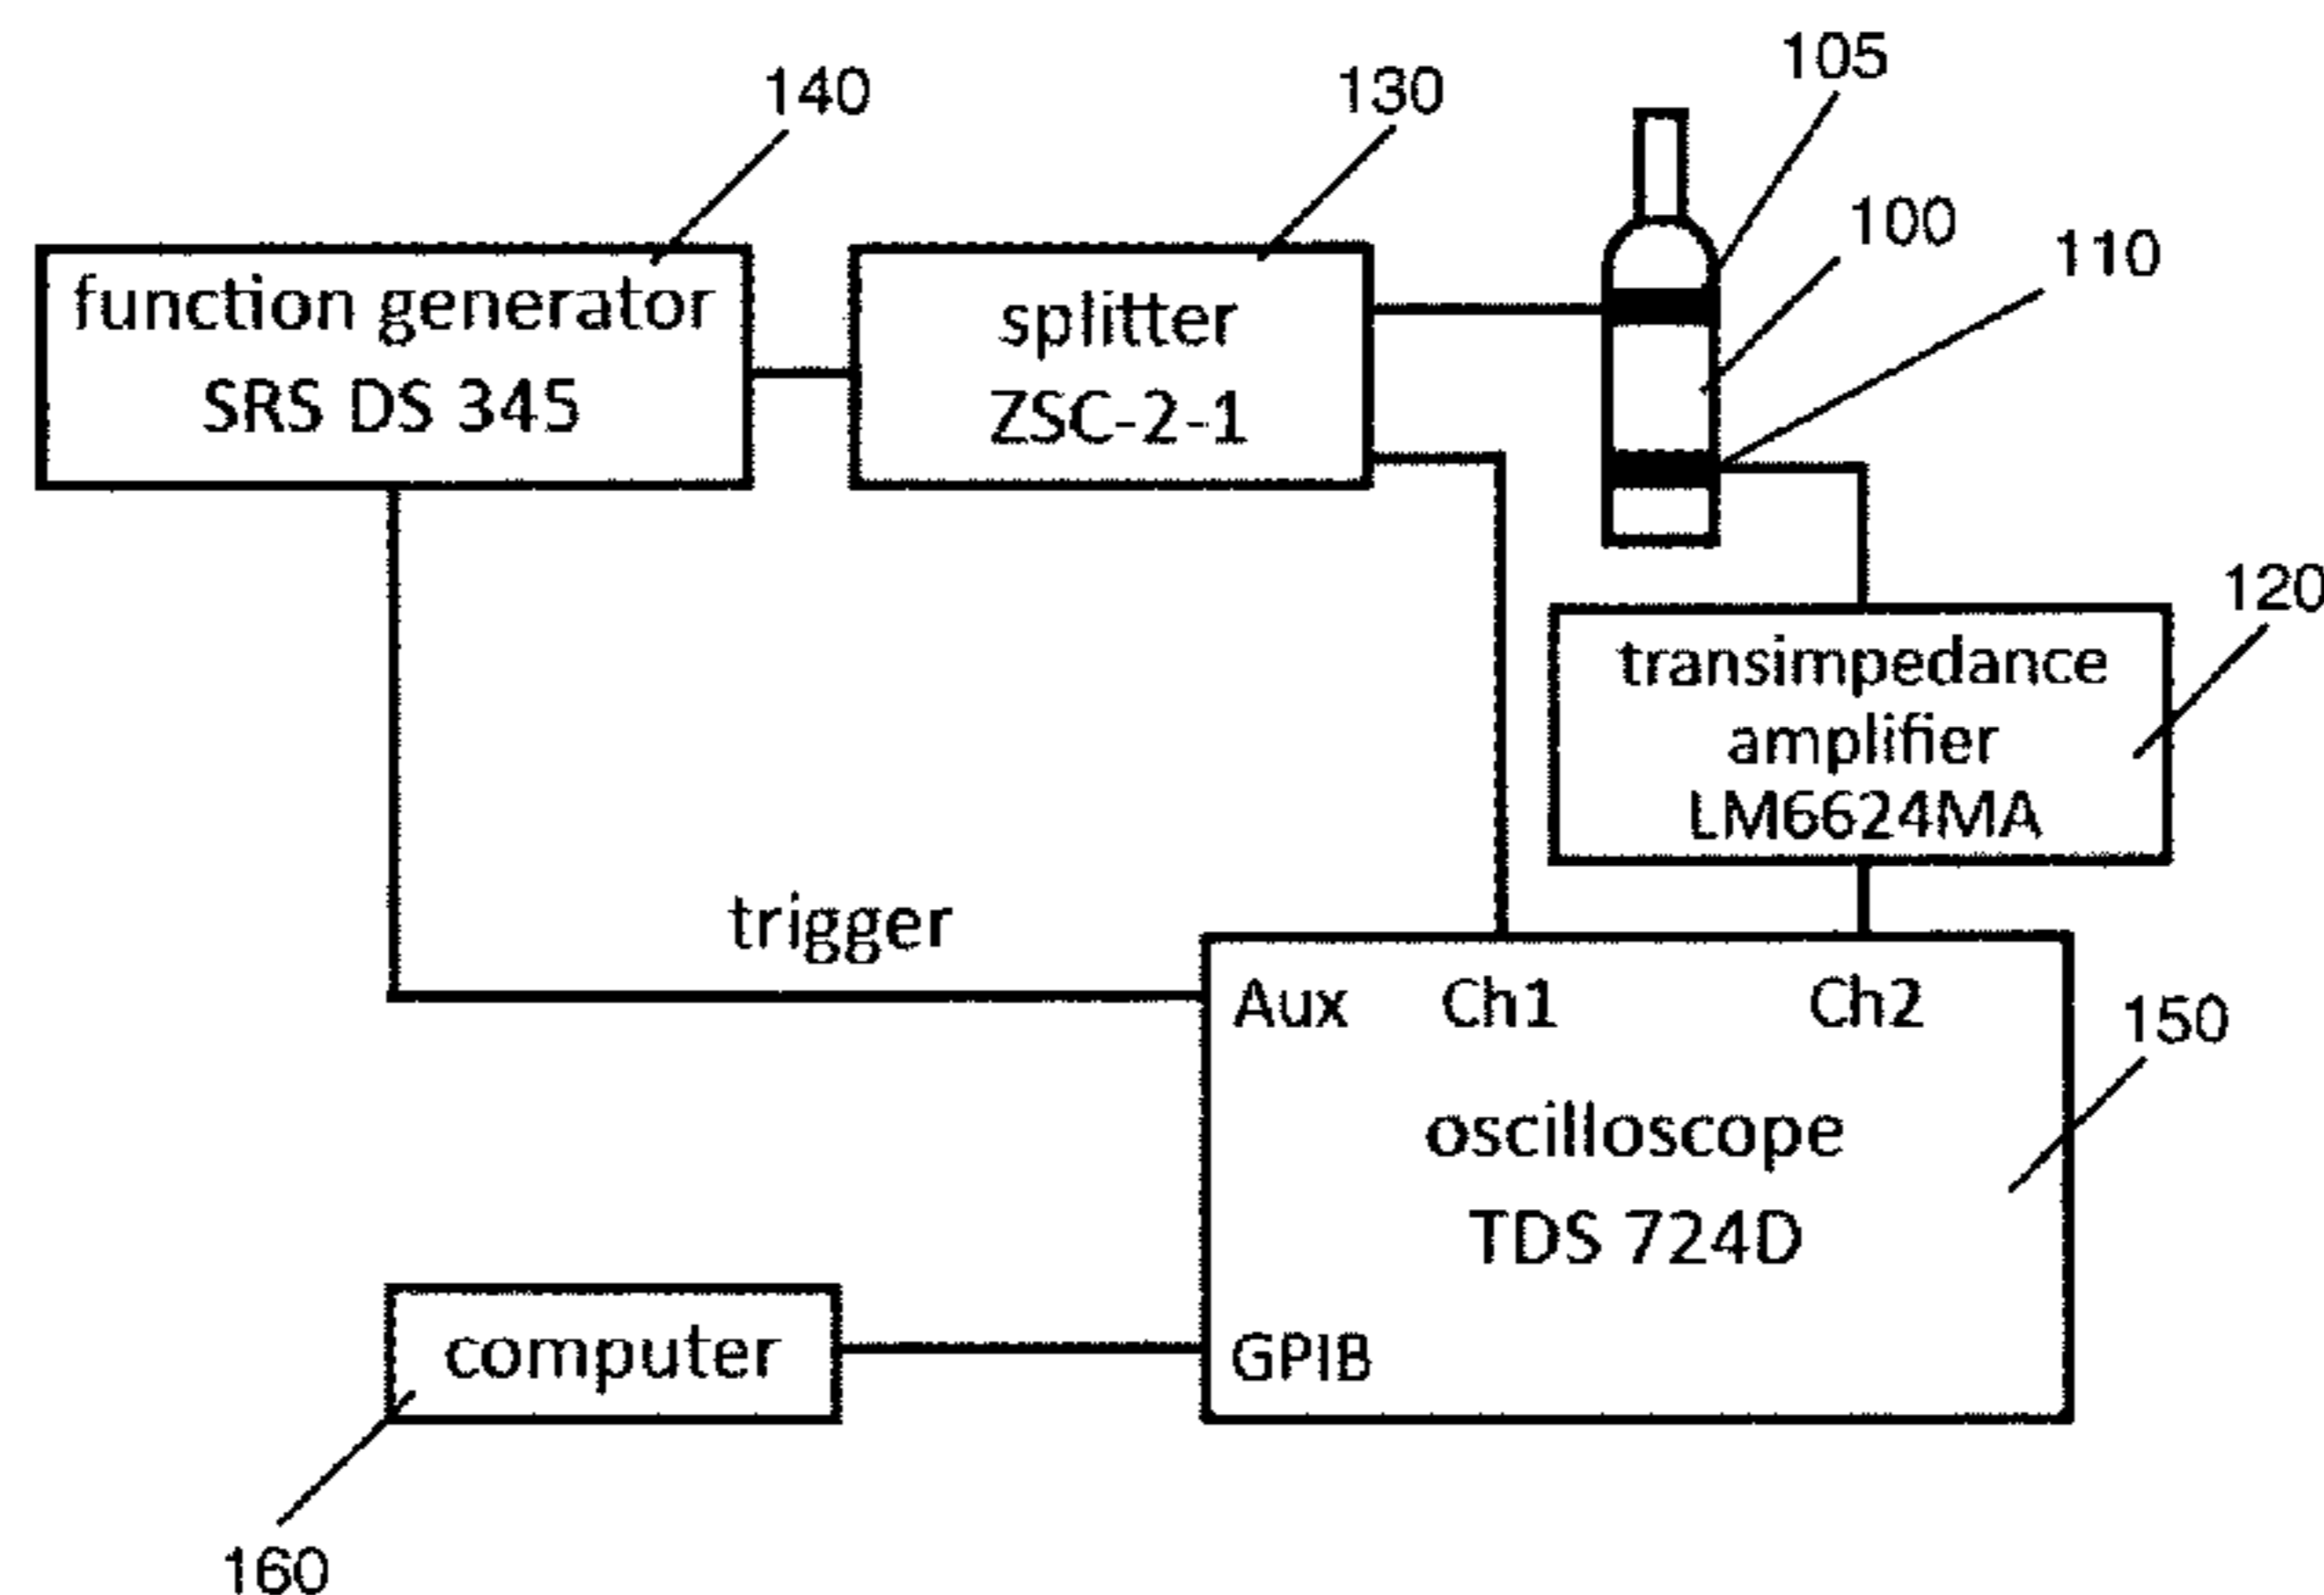 105
140
130
100
110
function generator
SRS DS 345
splitter
ZSC-2-1
120
transimpedance
amplifier
LM6624MA
trigger
Aux
Ch1
Ch2
150
oscilloscope
TDS 724D
computer
GPIB
160